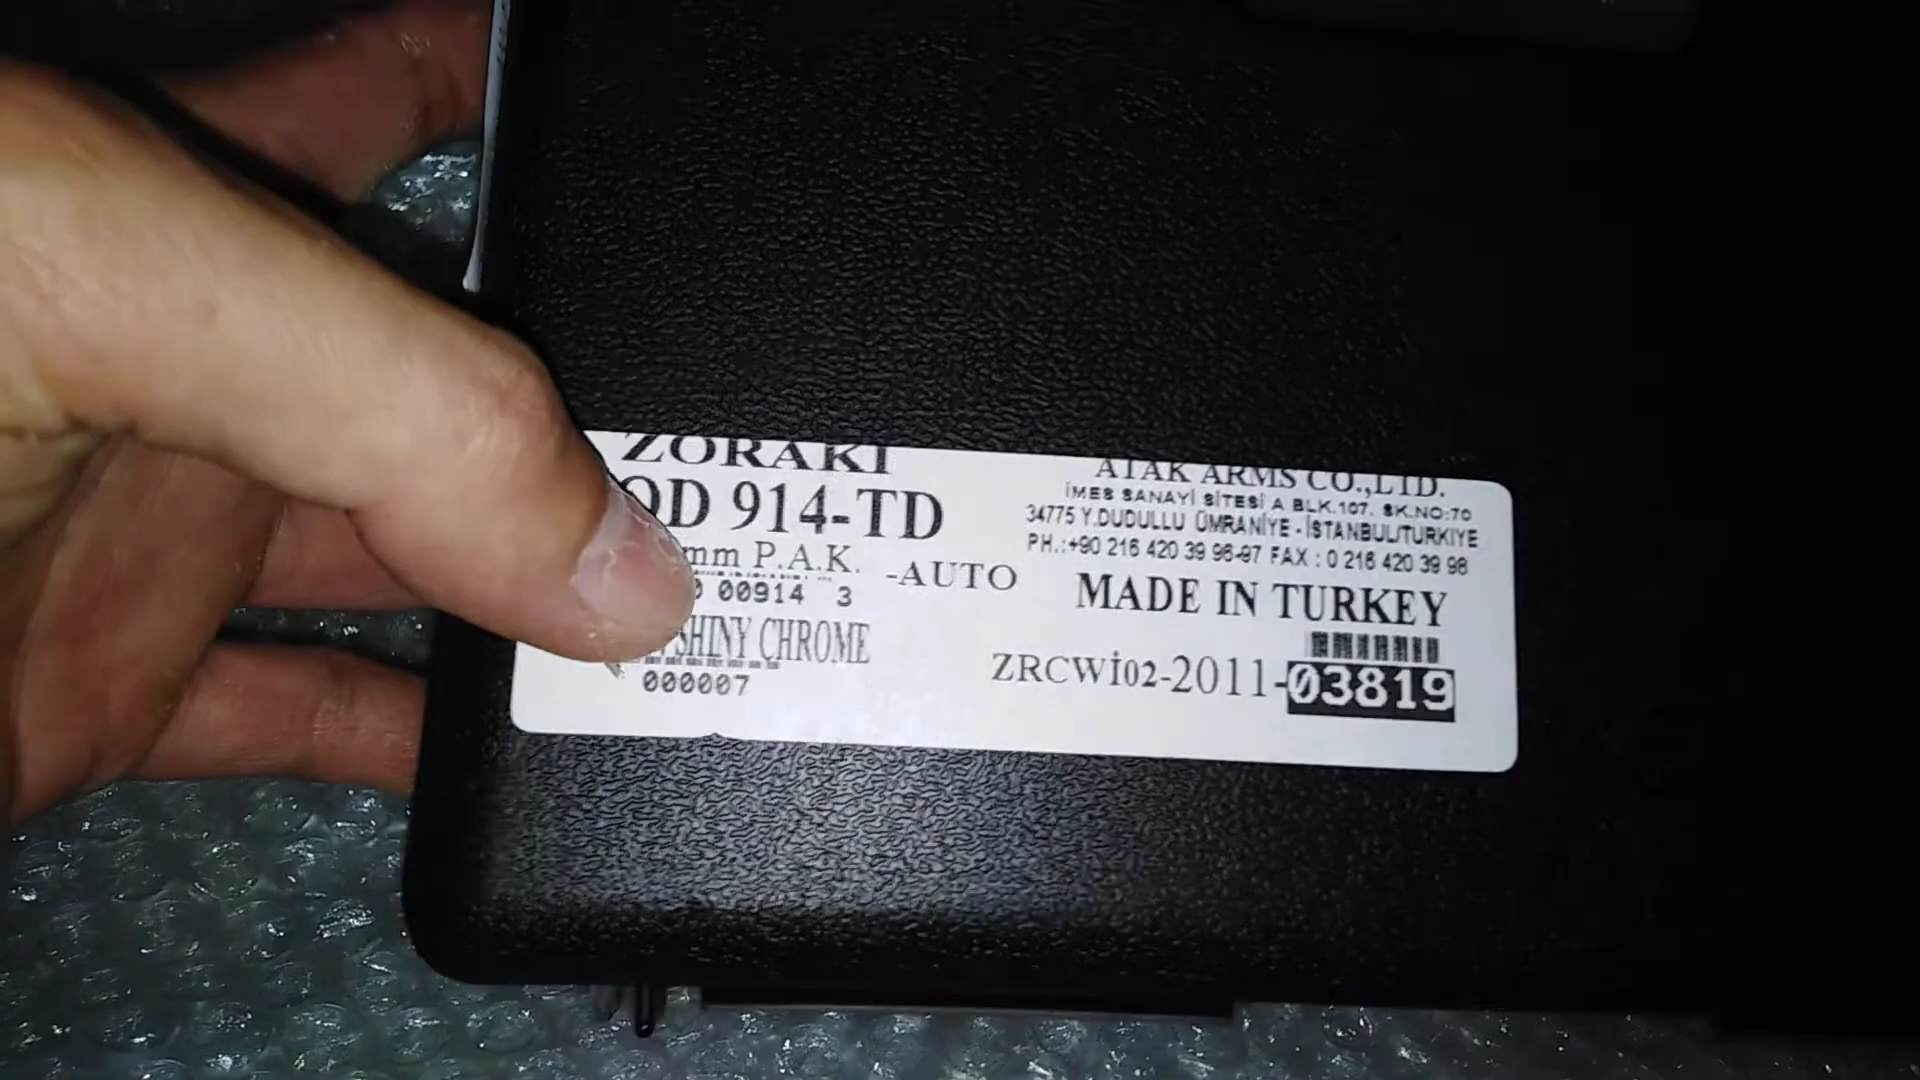 ZORAKI
OD 914-TD
mm P.A.K.
-AUTO
00914 3
SHINY CHROME
000007
ATAK ARMS CO.,LTD.
İMES SANAYİ SİTESİ A BLK.107. SK.NO:70
34775 Y.DUDULLU ÜMRANİYE - İSTANBUL/TURKIYE
PH.:+90 216 420 39 96-97 FAX : 0 216 420 39 98
MADE IN TURKEY
ZRCWİ02-2011-03819